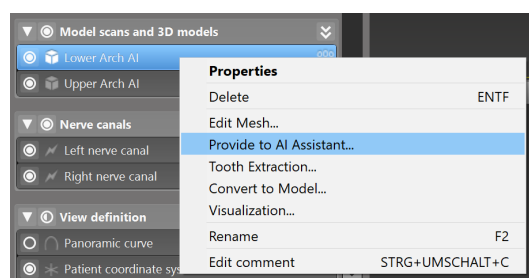 Model scans and 3D models
Lower Arch AI
Upper Arch AI
Nerve canals
Left nerve canal
Right nerve canal
View definition
Panoramic curve
Patient coordinate sys
Properties
Delete ENTF
Edit Mesh...
Provide to AI Assistant...
Tooth Extraction...
Convert to Model...
Visualization...
Rename F2
Edit comment STRG+UMSCHALT+C